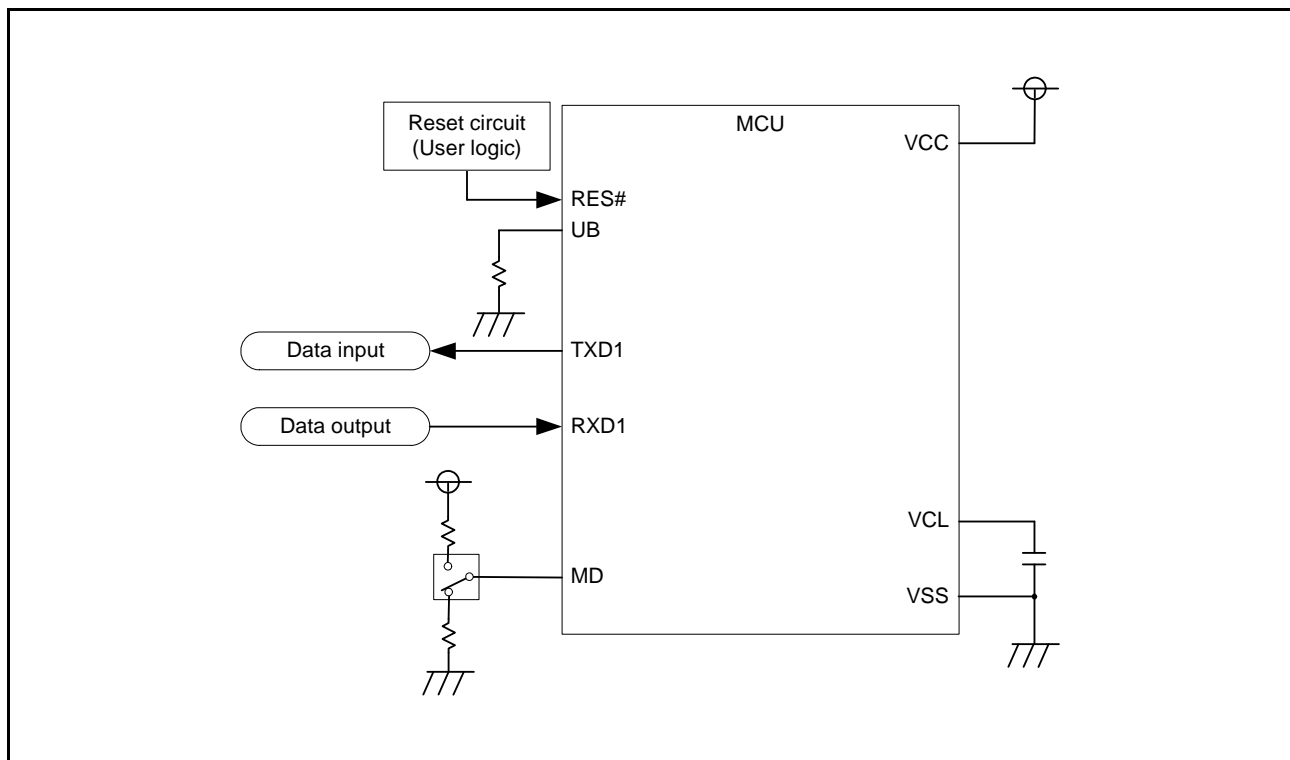 MCU
Reset circuit
(User logic)
VCC
RES#
UB
Data input
TXD1
Data output
RXD1
VCL
MD
VSS